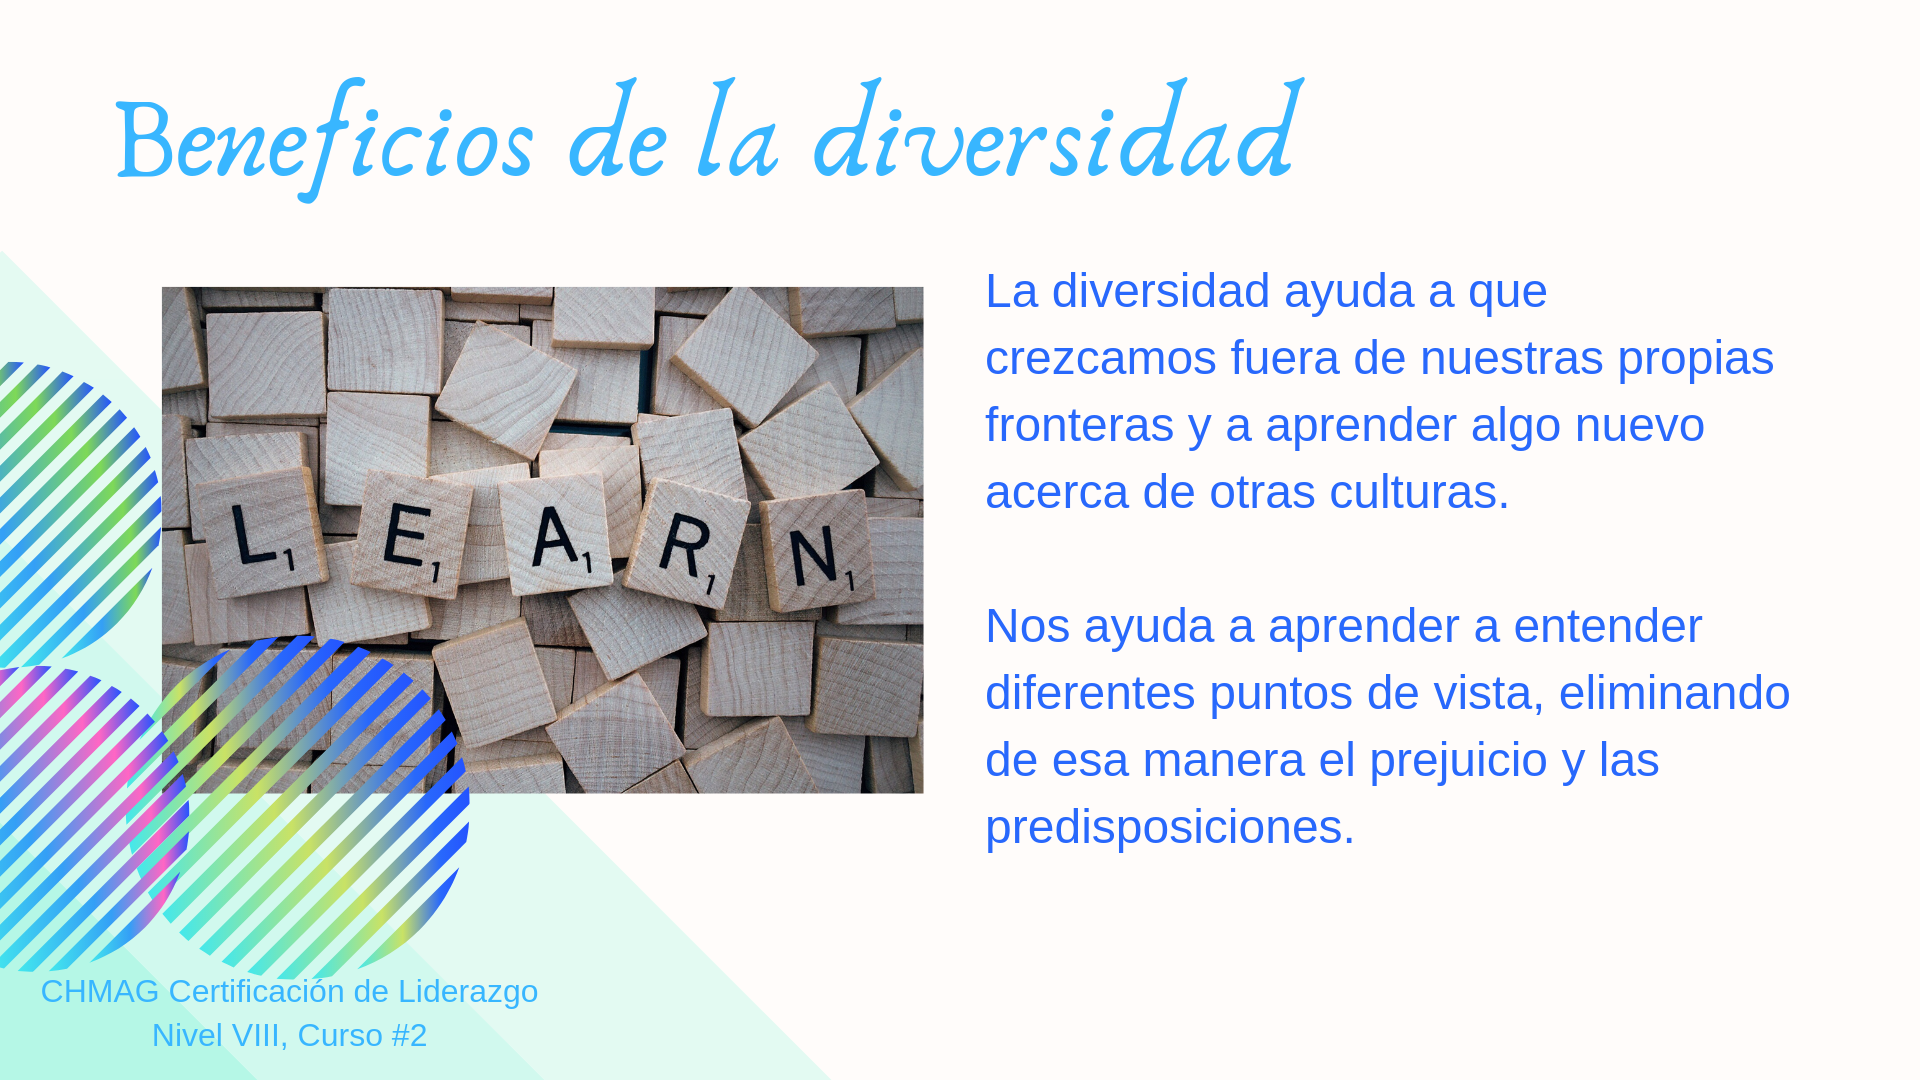 Beneficios de la diversidad
La diversidad ayuda a que
crezcamos fuera de nuestras propias
fronteras y a aprender algo nuevo
acerca de otras culturas.
Nos ayuda a aprender a entender
diferentes puntos de vista, eliminando
de esa manera el prejuicio y las
predisposiciones.
L1 E1 A1 R1 N1
CHMAG Certificación de Liderazgo
Nivel VIII, Curso #2